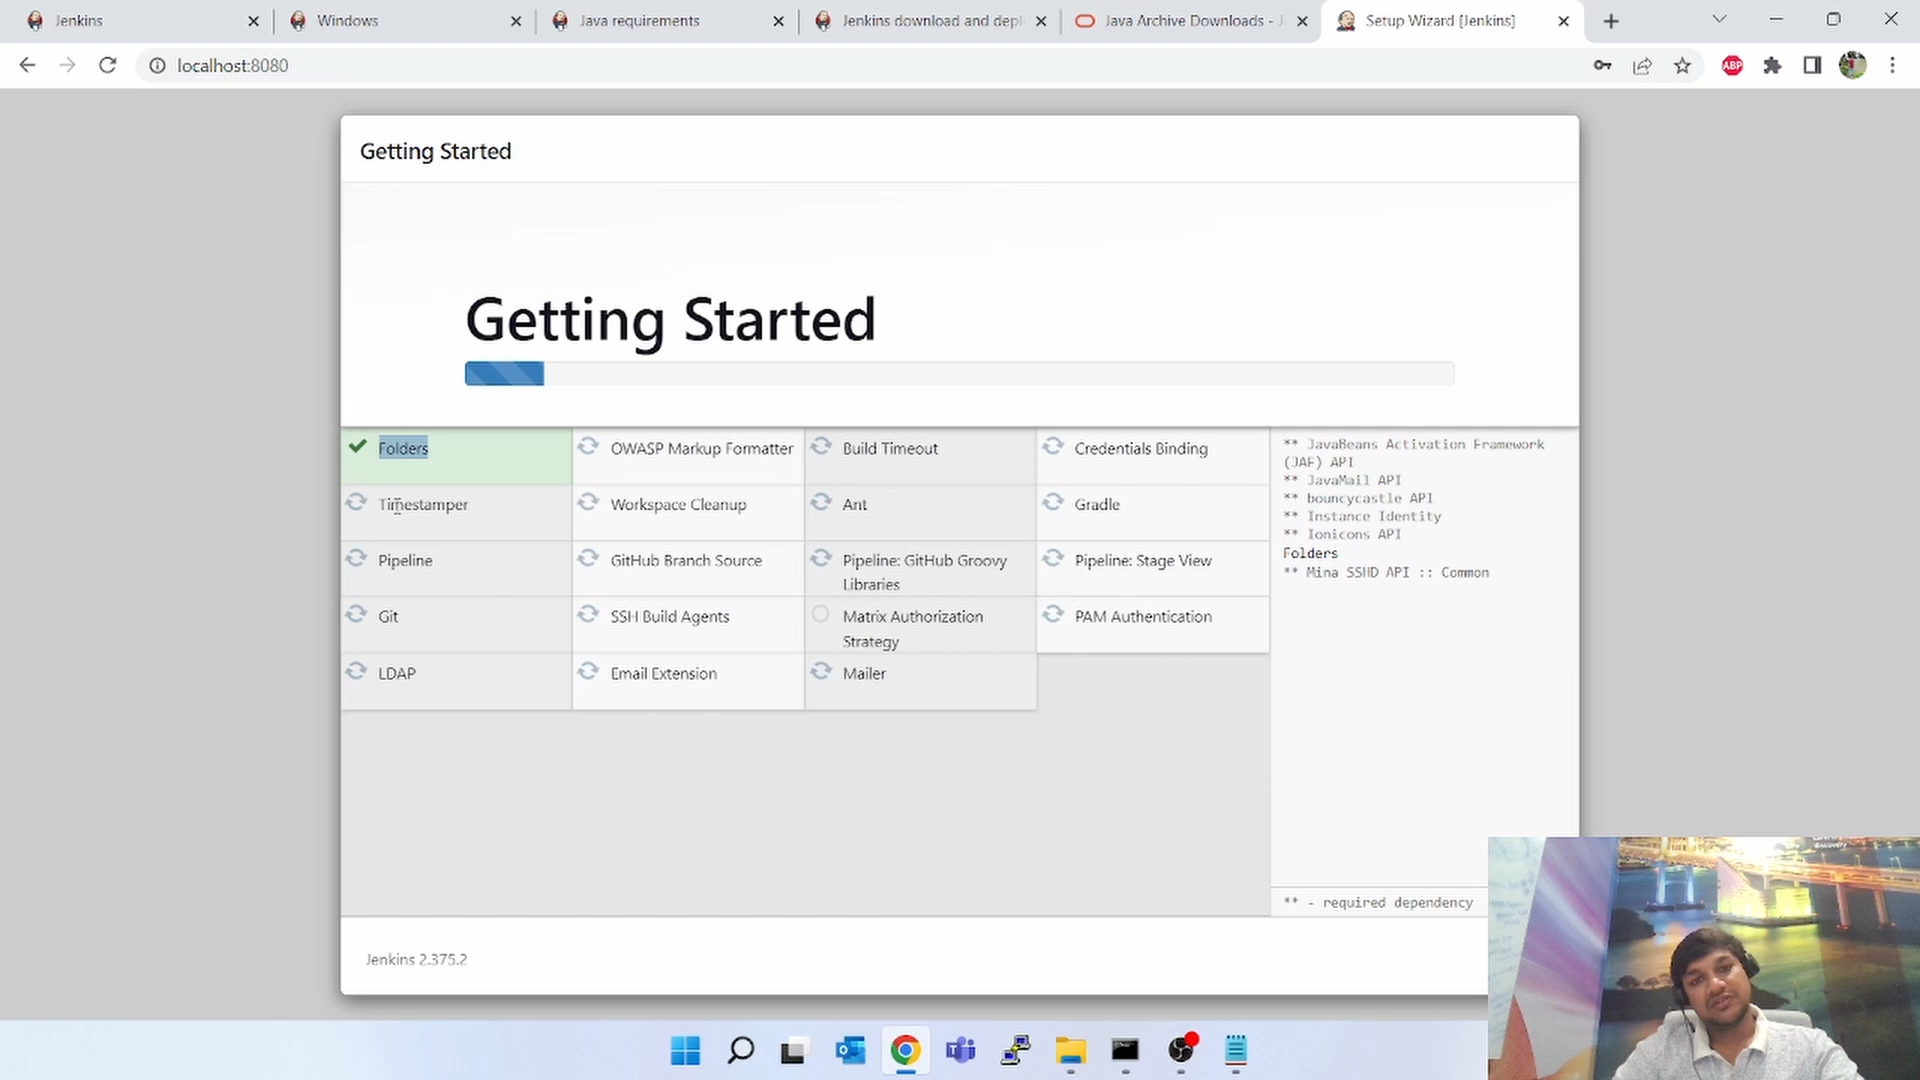 Jenkins
Windows
Java requirements
Jenkins download and depl
Java Archive Downloads - J
Setup Wizard [Jenkins]
localhost:8080
ABP
Getting Started
Getting Started
Folders
OWASP Markup Formatter
Build Timeout
Credentials Binding
Timestamper
Workspace Cleanup
Ant
Gradle
Pipeline
GitHub Branch Source
Pipeline: GitHub Groovy
Libraries
Pipeline: Stage View
Git
SSH Build Agents
Matrix Authorization
Strategy
PAM Authentication
LDAP
Email Extension
Mailer
** JavaBeans Activation Framework
(JAF) API
** JavaMail API
** bouncycastle API
** Instance Identity
** Ionicons API
Folders
** Mina SSHD API :: Common
** - required dependency
Jenkins 2.375.2